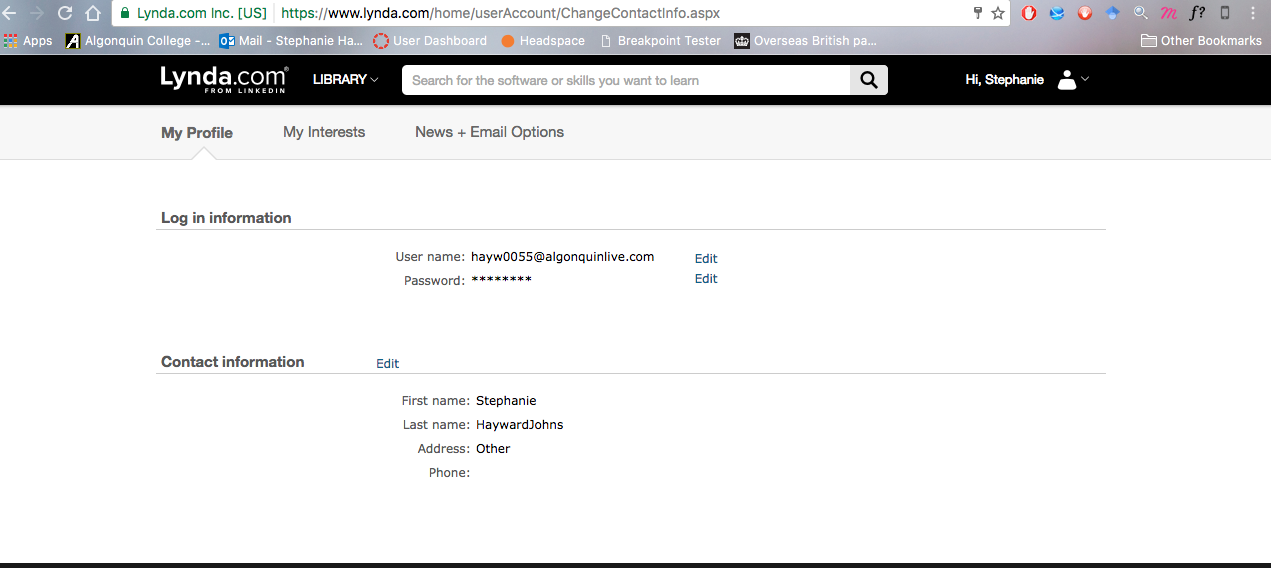 Lynda.com Inc. [US] https://www.lynda.com/home/userAccount/ChangeContactInfo.aspx f?
Apps Algonquin College -... Mail - Stephanie Ha... User Dashboard Headspace Breakpoint Tester Overseas British pa... Other Bookmarks
Lynda.com® LIBRARY Search for the software or skills you want to learn Hi, Stephanie
FROM LINKEDIN
My Profile My Interests News + Email Options
Log in information
User name: hayw0055@algonquinlive.com Edit
Password: ******** Edit
Contact information Edit
First name: Stephanie
Last name: HaywardJohns
Address: Other
Phone: